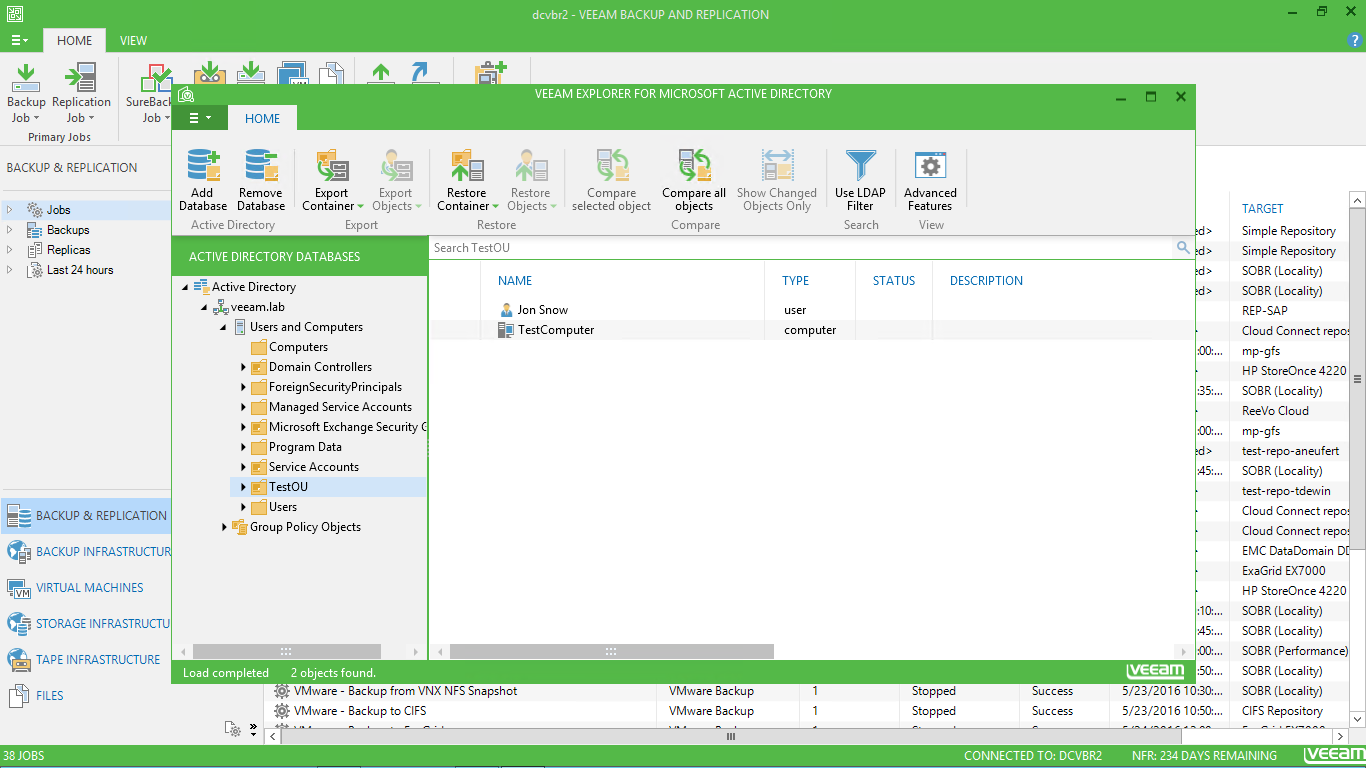 dcvbr2 - VEEAM BACKUP AND REPLICATION
HOME VIEW
Backup Job
Replication Job
Primary Jobs
VEEAM EXPLORER FOR MICROSOFT ACTIVE DIRECTORY
HOME
Add Database
Remove Database
Active Directory
Export Container
Export Objects
Export
Restore Container
Restore Objects
Restore
Compare selected object
Compare all objects
Show Changed Objects Only
Compare
Use LDAP Filter
Search
Advanced Features
View
BACKUP & REPLICATION
Jobs
Backups
Replicas
Last 24 hours
BACKUP & REPLICATION
BACKUP INFRASTRUCTUR
VIRTUAL MACHINES
STORAGE INFRASTRUCTU
TAPE INFRASTRUCTURE
FILES
ACTIVE DIRECTORY DATABASES
Active Directory
veeam.lab
Users and Computers
Computers
Domain Controllers
ForeignSecurityPrincipals
Managed Service Accounts
Microsoft Exchange Security
Program Data
Service Accounts
TestOU
Users
Group Policy Objects
Search TestOU
NAME TYPE STATUS DESCRIPTION
Jon Snow user
TestComputer computer
Load completed 2 objects found.
veeam
TARGET
Simple Repository
Simple Repository
SOBR (Locality)
SOBR (Locality)
REP-SAP
Cloud Connect repos
:00:... mp-gfs
HP StoreOnce 4220
:35:... SOBR (Locality)
ReeVo Cloud
:00:... mp-gfs
test-repo-aneufert
:45:... SOBR (Locality)
test-repo-tdewin
Cloud Connect repos
Cloud Connect repos
EMC DataDomain DD
ExaGrid EX7000
HP StoreOnce 4220
:10:... SOBR (Locality)
:45:... SOBR (Locality)
:00:... SOBR (Performance)
:50:... SOBR (Locality)
VMware - Backup from VNX NFS Snapshot VMware Backup 1 Stopped Success 5/23/2016 10:30:... SOBR (Locality)
VMware - Backup to CIFS VMware Backup 1 Stopped Success 5/23/2016 10:50:... CIFS Repository
38 JOBS CONNECTED TO: DCVBR2 NFR: 234 DAYS REMAINING veeam